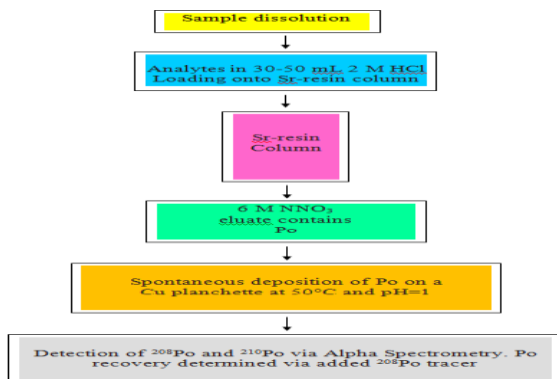 Sample dissolution
Analytes in 30-50 mL 2 M HCl
Loading onto Sr-resin column
Sr-resin
Column
6 M NNO₃
eluate contains
Po
Spontaneous deposition of Po on a
Cu planchette at 50°C and pH=1
Detection of ²⁰⁸Po and ²¹⁰Po via Alpha Spectrometry. Po
recovery determined via added ²⁰⁸Po tracer